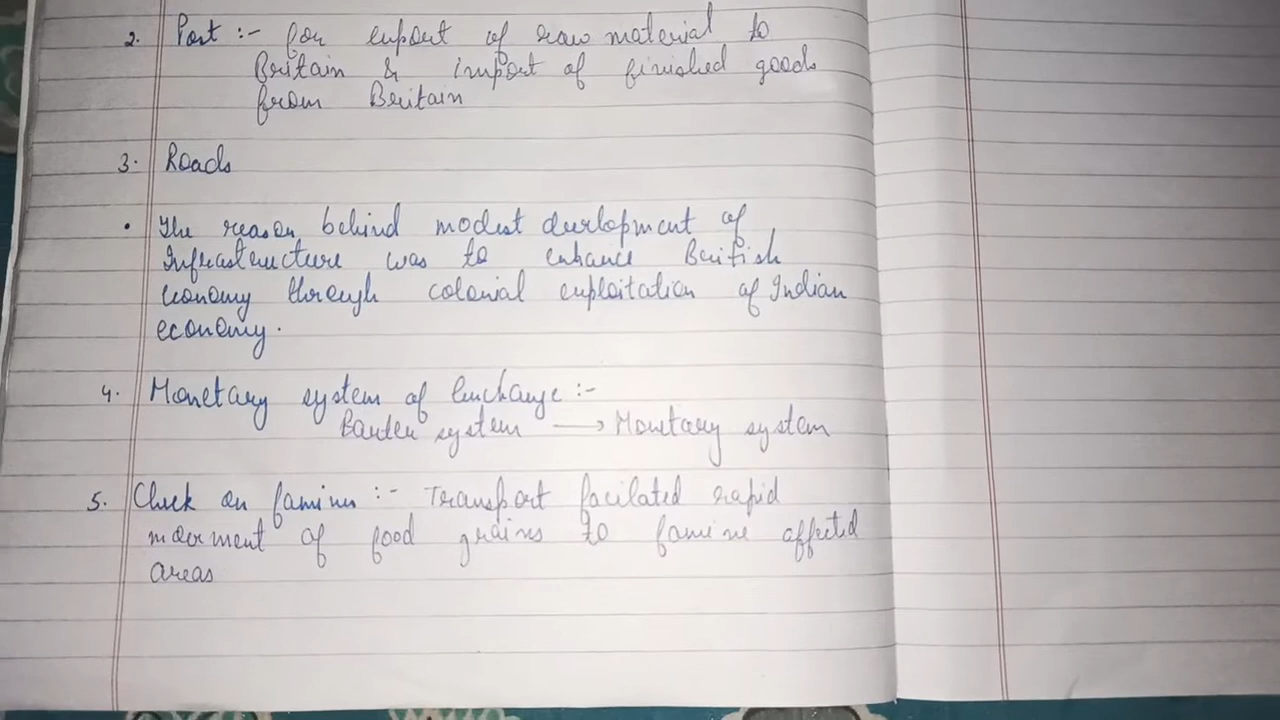 2. Port :- for export of raw material to
Britain & import of finished goods
from Britain
3. Roads
• The reason behind modest development of
Infrastructure was to enhance British
economy through colonial exploitation of Indian
economy.
4. Monetary system of Exchange :-
Barter system → Monetary system
5. Check on famines :- Transport facilated rapid
movement of food grains to famine affected
areas